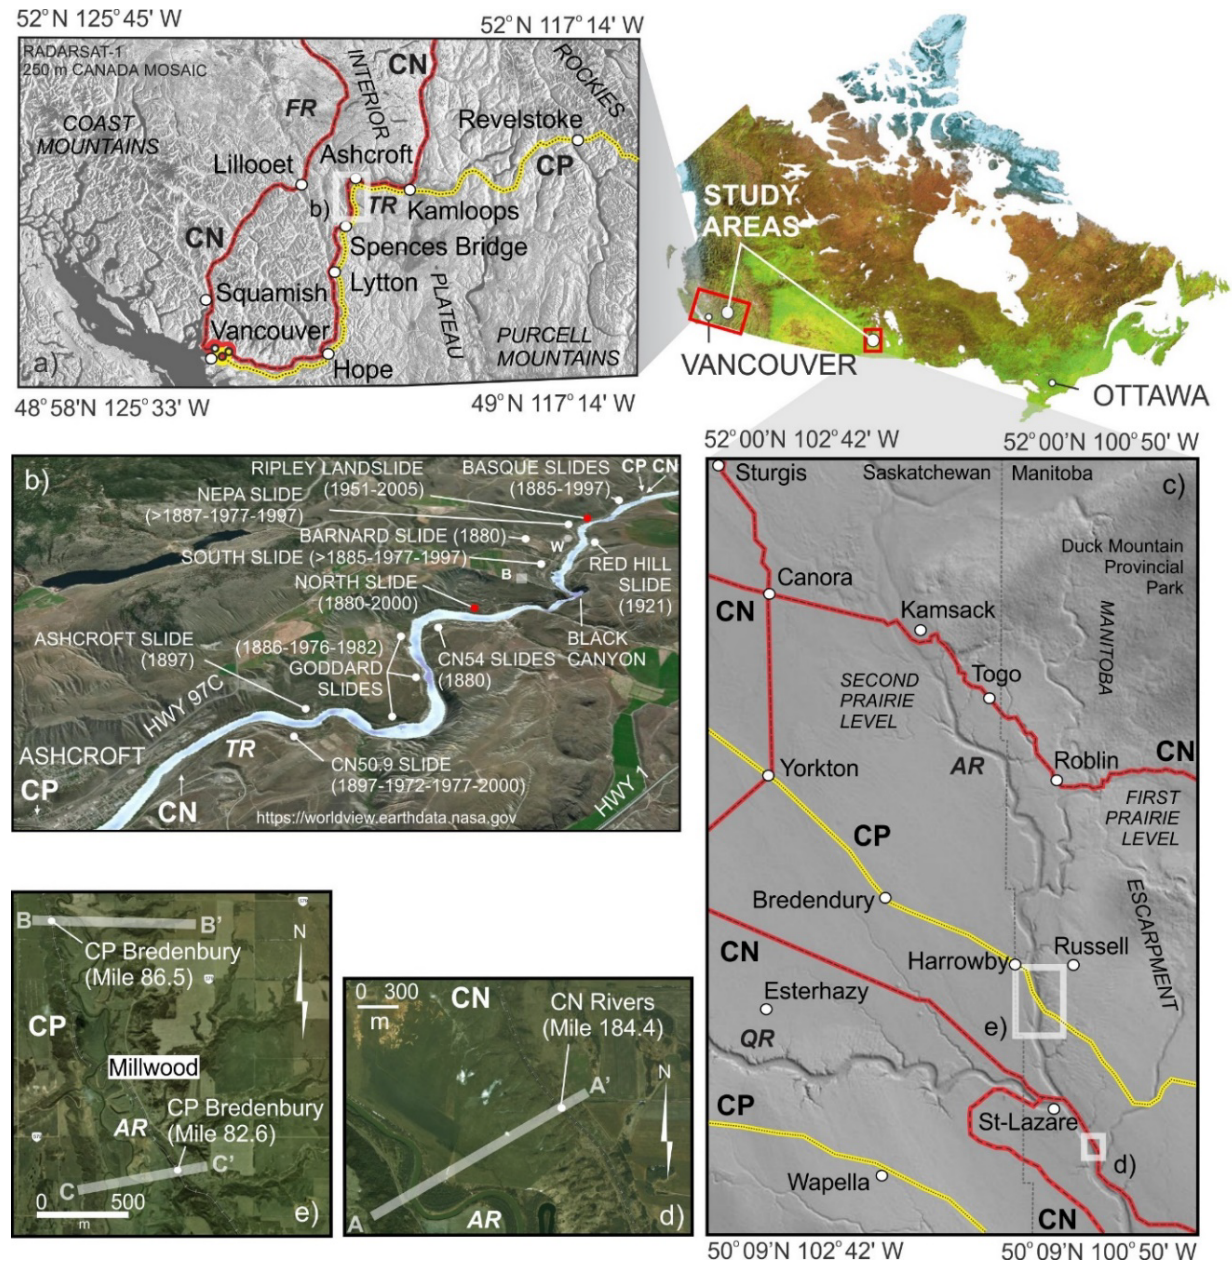 52° 125°45' W
52°N 117°14' W
RADARSAT-1
250 m CANADA MOSAIC
COAST
MOUNTAINS
FR
INTERIOR
CN
ROCKIES
Revelstoke
CP
Lillooet
Ashcroft
b)
TR
Kamloops
CN
Spences Bridge
Lytton
Squamish
Vancouver
PLATEAU
PURCELL
MOUNTAINS
Hope
a)
48°58'N 125°33' W
49°N 117°14' W
STUDY
AREAS
VANCOUVER
OTTAWA
b)
RIPLEY LANDSLIDE
(1951-2005)
BASQUE SLIDES
(1885-1997)
CP CN
NEPA SLIDE
(>1887-1977-1997)
BARNARD SLIDE (1880)
W
SOUTH SLIDE (>1885-1977-1997)
B
RED HILL
SLIDE
(1921)
NORTH SLIDE
(1880-2000)
BLACK
CANYON
ASHCROFT SLIDE
(1897)
(1886-1976-1982)
GODDARD
SLIDES
CN54 SLIDES
(1880)
HWY 97C
ASHCROFT
CP
TR
CN
CN50.9 SLIDE
(1897-1972-1977-2000)
HWY 1
https://worldview.earthdata.nasa.gov
52°00'N 102°42' W
52°00'N 100°50' W
Sturgis
Saskatchewan
Manitoba
c)
Duck Mountain
Provincial
Park
Canora
CN
Kamsack
MANITOBA
Togo
SECOND
PRAIRIE
LEVEL
AR
Roblin
CN
Yorkton
FIRST
PRAIRIE
LEVEL
CP
Bredendury
ESCARPMENT
CN
Harrowby
Russell
Esterhazy
e)
QR
CP
St-Lazare
d)
Wapella
CN
50°09'N 102°42' W
50°09'N 100°50' W
B
B'
N
CP Bredenbury
(Mile 86.5)
CP
Millwood
CP Bredenbury
(Mile 82.6)
AR
C
C'
0 500
m
e)
0 300
m
CN
CN Rivers
(Mile 184.4)
A'
N
A
AR
d)